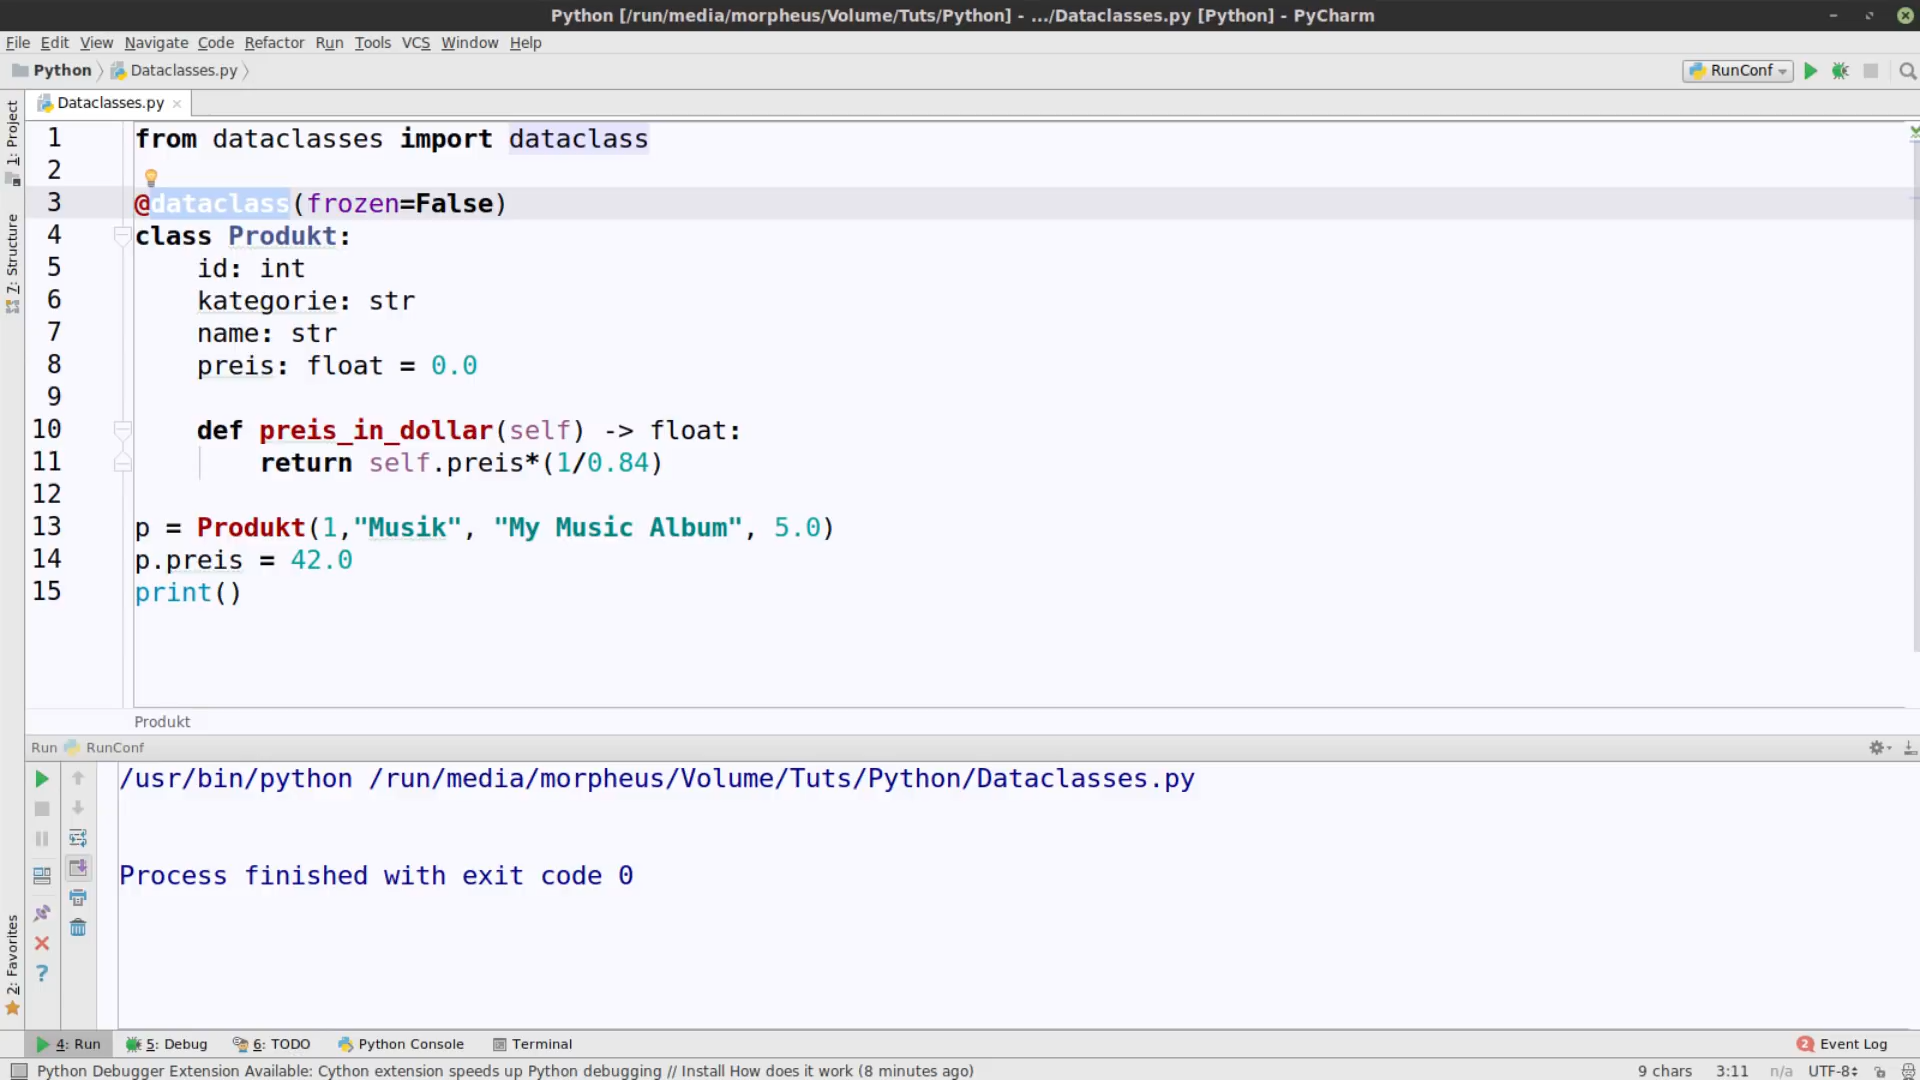 Python [/run/media/morpheus/Volume/Tuts/Python] - .../Dataclasses.py [Python] - PyCharm
File Edit View Navigate Code Refactor Run Tools VCS Window Help
Python Dataclasses.py RunConf
Dataclasses.py
1: Project
7: Structure
2: Favorites
1 from dataclasses import dataclass
2
3 @dataclass(frozen=False)
4 class Produkt:
5 id: int
6 kategorie: str
7 name: str
8 preis: float = 0.0
9
10 def preis_in_dollar(self) -> float:
11 return self.preis*(1/0.84)
12
13 p = Produkt(1,"Musik", "My Music Album", 5.0)
14 p.preis = 42.0
15 print()
Produkt
Run RunConf
/usr/bin/python /run/media/morpheus/Volume/Tuts/Python/Dataclasses.py
Process finished with exit code 0
4: Run 5: Debug 6: TODO Python Console Terminal 2 Event Log
Python Debugger Extension Available: Cython extension speeds up Python debugging // Install How does it work (8 minutes ago) 9 chars 3:11 n/a UTF-8